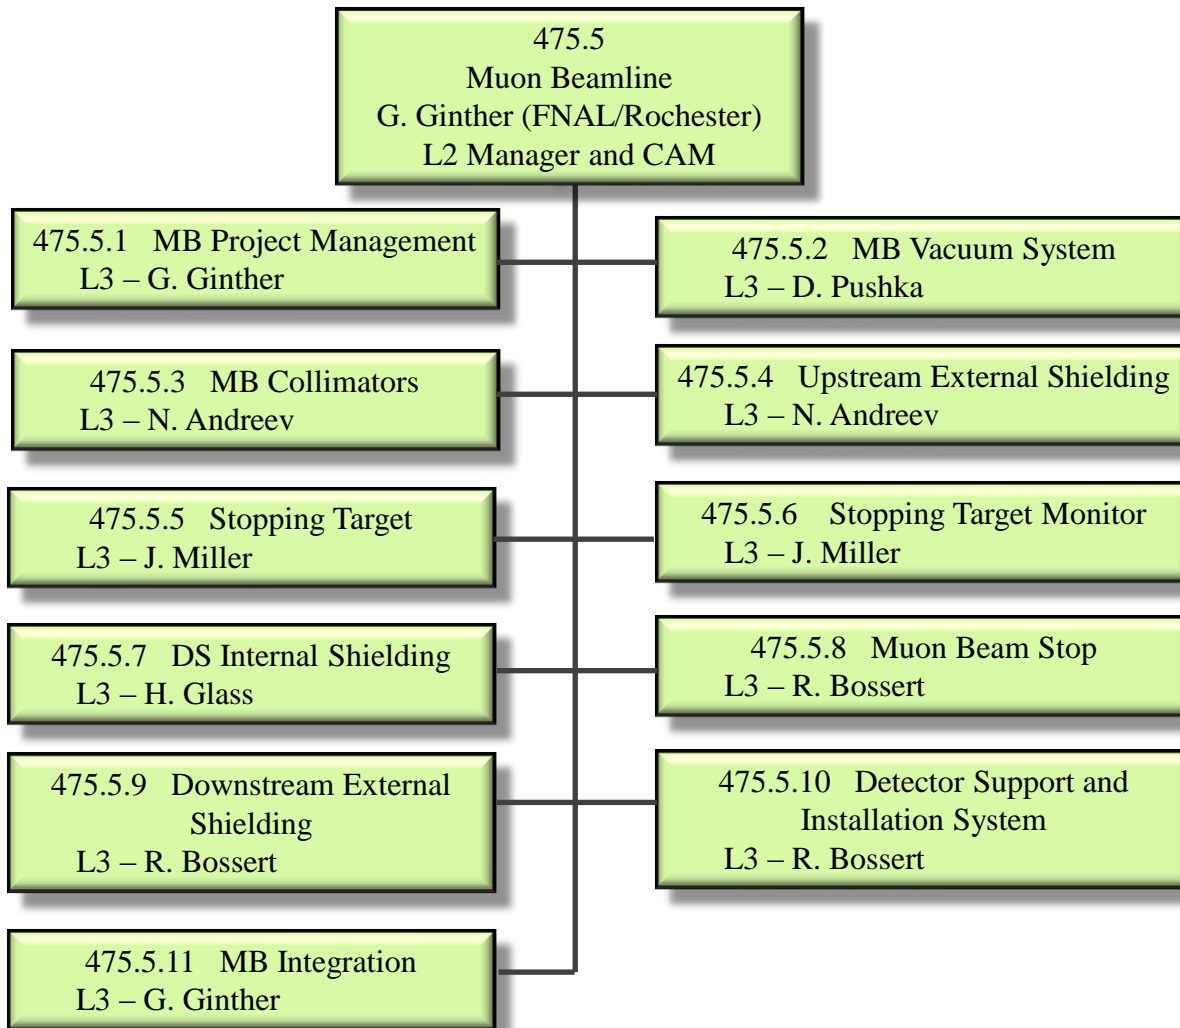 475.5
Muon Beamline
G. Ginther (FNAL/Rochester)
L2 Manager and CAM
475.5.1 MB Project Management
L3 – G. Ginther
475.5.2 MB Vacuum System
L3 – D. Pushka
475.5.3 MB Collimators
L3 – N. Andreev
475.5.4 Upstream External Shielding
L3 – N. Andreev
475.5.5 Stopping Target
L3 – J. Miller
475.5.6 Stopping Target Monitor
L3 – J. Miller
475.5.7 DS Internal Shielding
L3 – H. Glass
475.5.8 Muon Beam Stop
L3 – R. Bossert
475.5.9 Downstream External
Shielding
L3 – R. Bossert
475.5.10 Detector Support and
Installation System
L3 – R. Bossert
475.5.11 MB Integration
L3 – G. Ginther